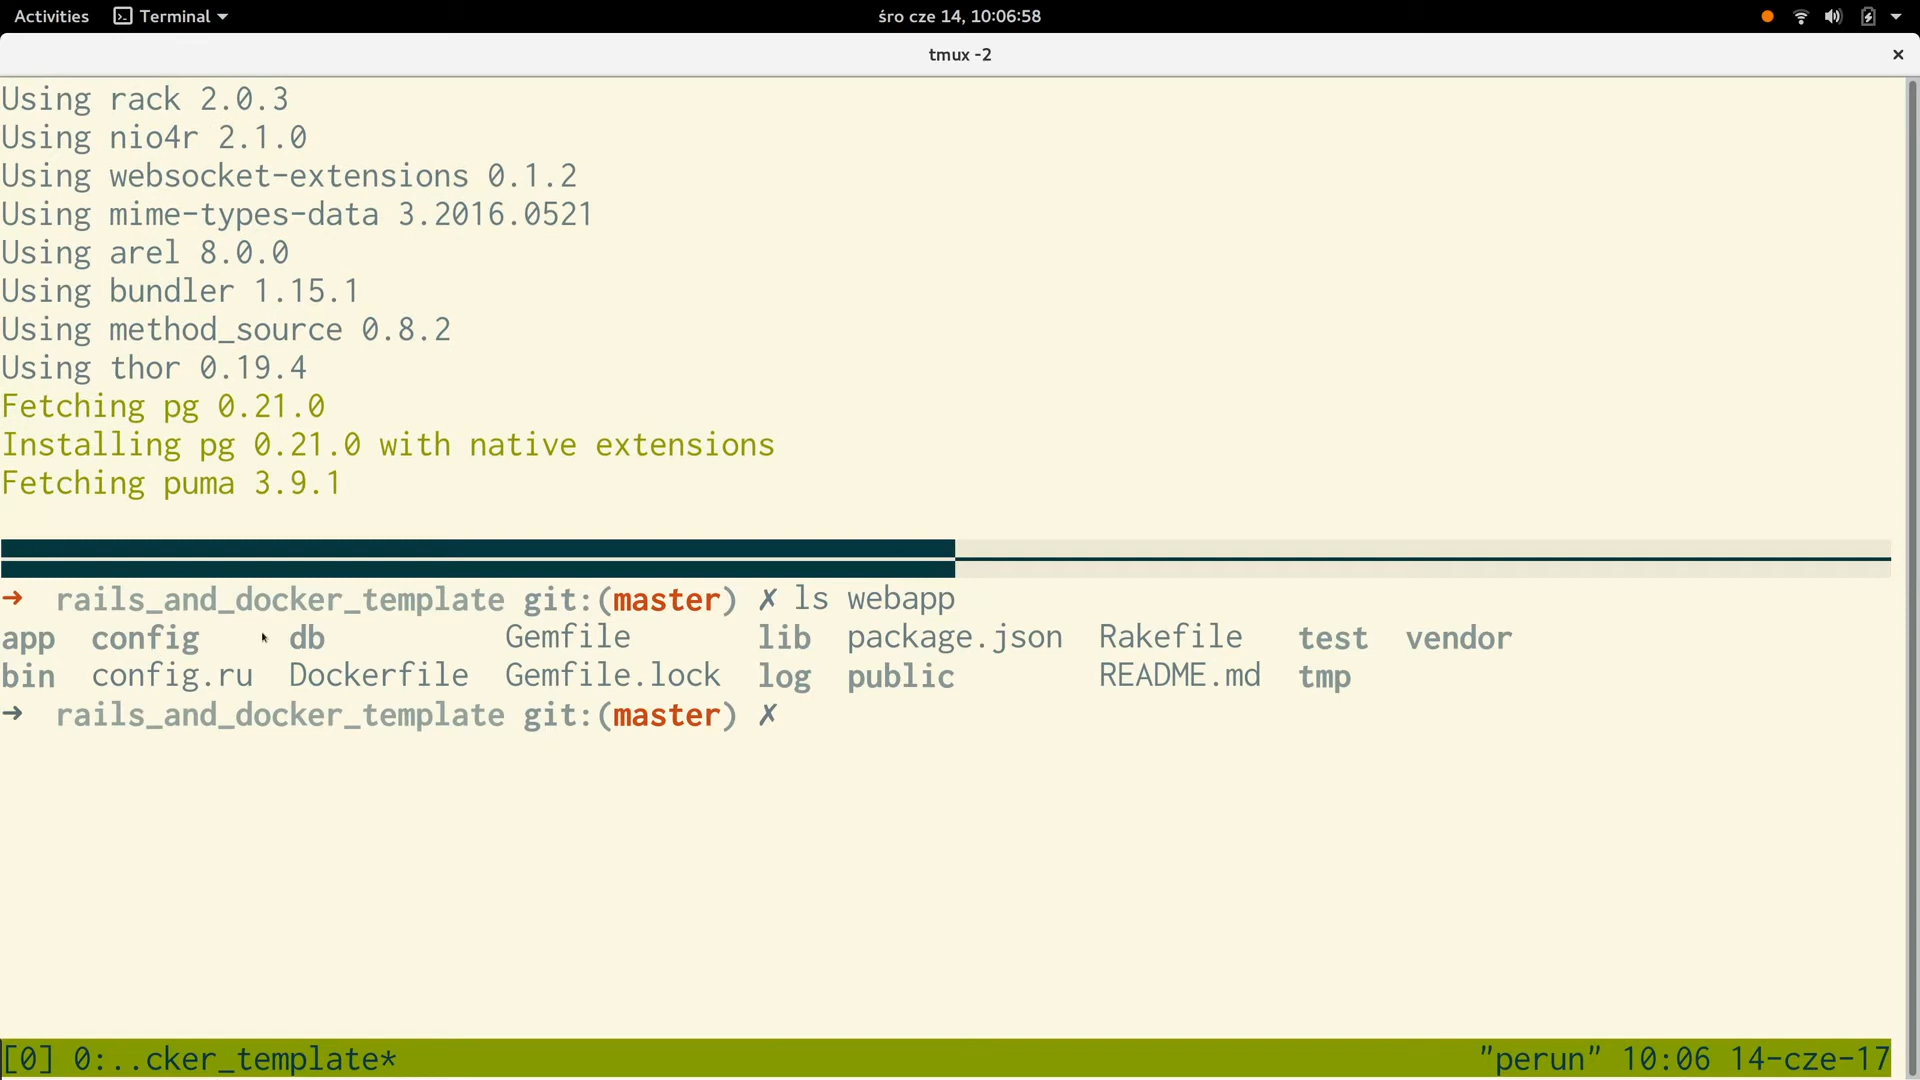 Activities Terminal śro cze 14, 10:06:58
tmux -2
Using rack 2.0.3
Using nio4r 2.1.0
Using websocket-extensions 0.1.2
Using mime-types-data 3.2016.0521
Using arel 8.0.0
Using bundler 1.15.1
Using method_source 0.8.2
Using thor 0.19.4
Fetching pg 0.21.0
Installing pg 0.21.0 with native extensions
Fetching puma 3.9.1
➜ rails_and_docker_template git:(master) ✗ ls webapp
app config db Gemfile lib package.json Rakefile test vendor
bin config.ru Dockerfile Gemfile.lock log public README.md tmp
➜ rails_and_docker_template git:(master) ✗
[0] 0:..cker_template* "perun" 10:06 14-cze-17